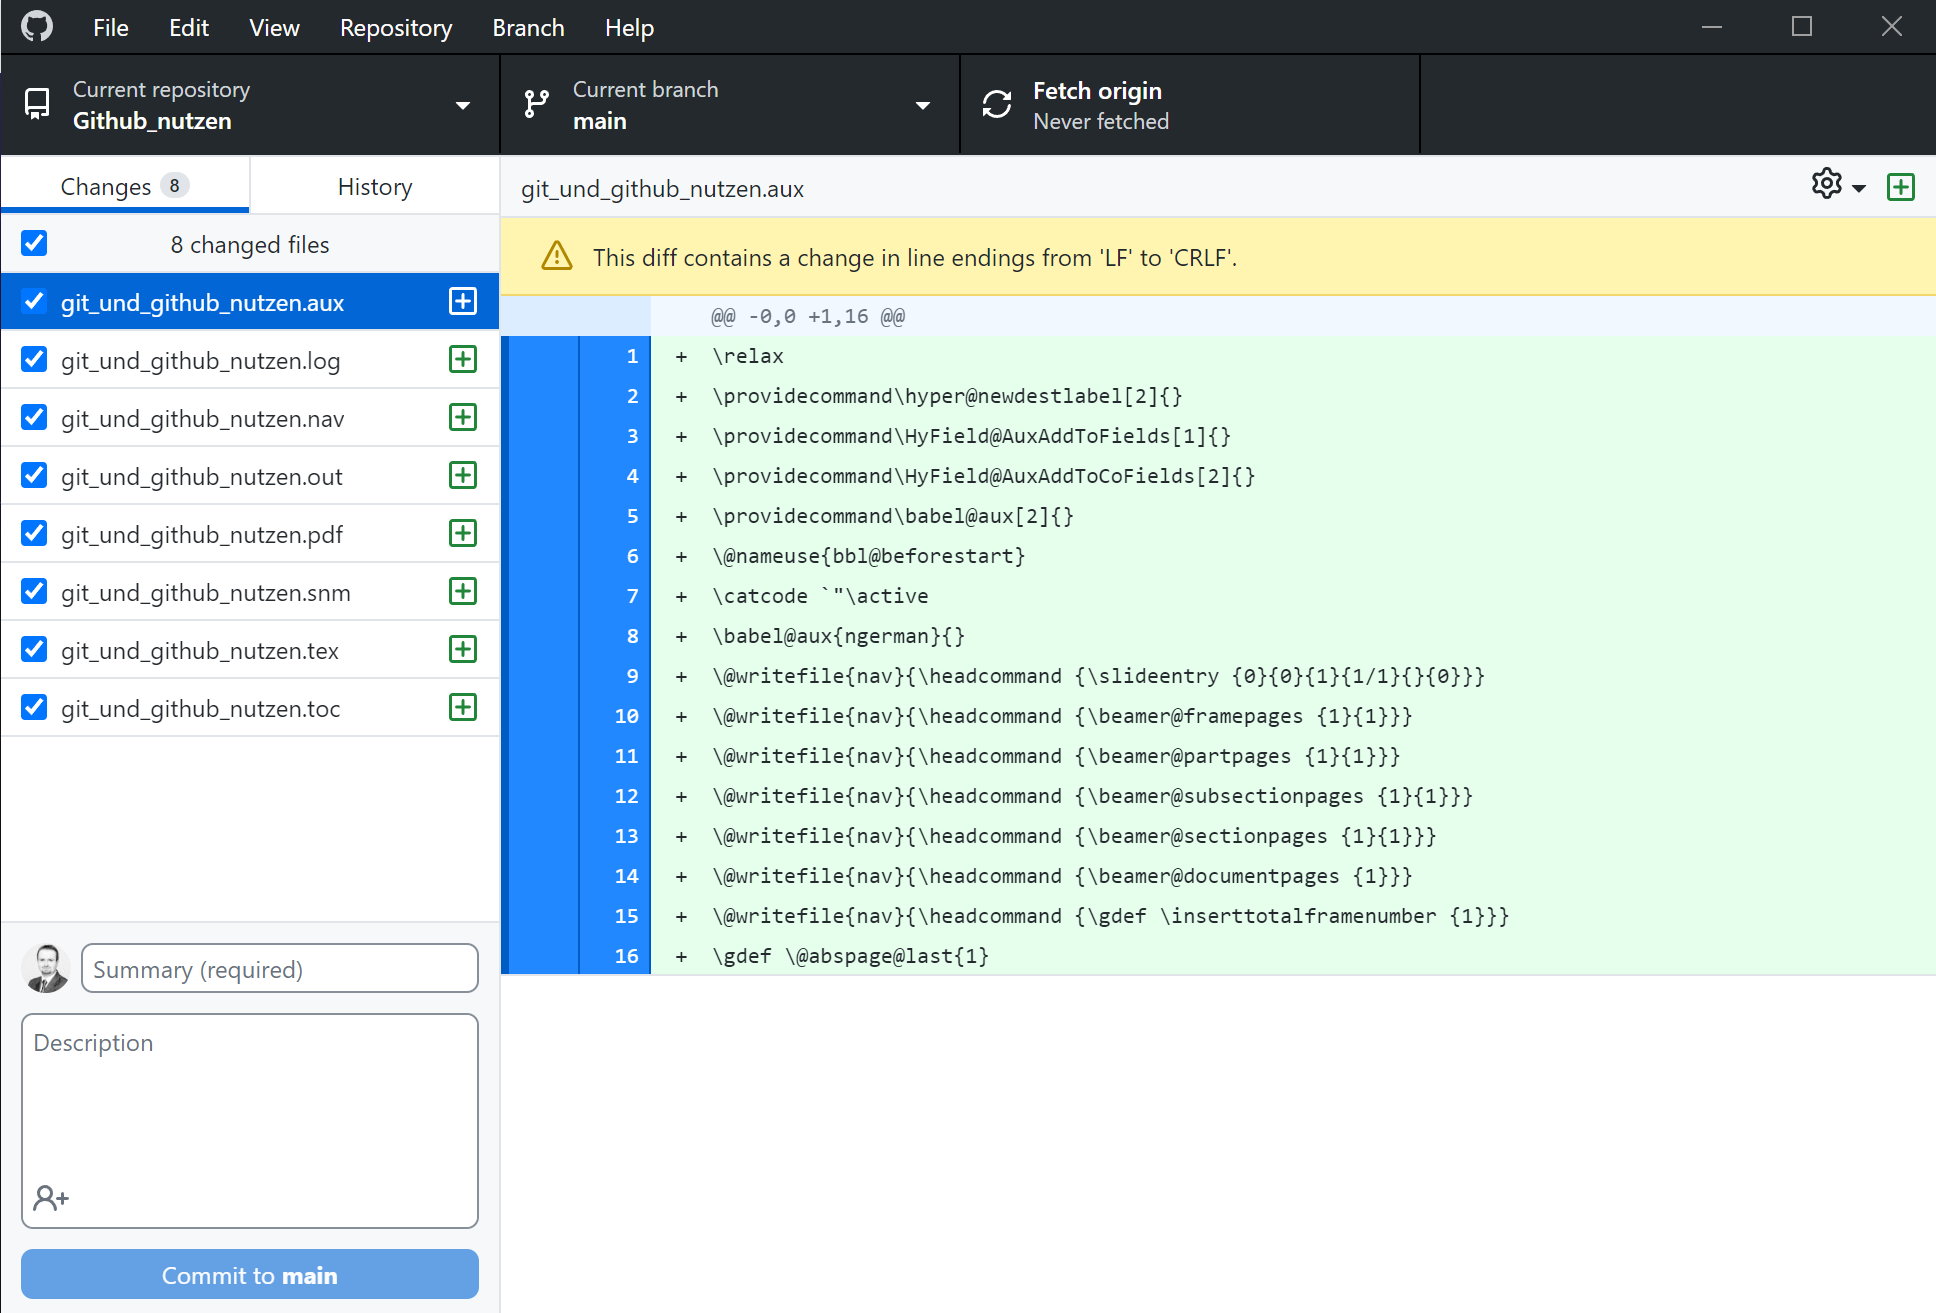 File Edit View Repository Branch Help
Current repository
Github_nutzen
Current branch
main
Fetch origin
Never fetched
Changes 8
History
8 changed files
git_und_github_nutzen.aux
git_und_github_nutzen.log
git_und_github_nutzen.nav
git_und_github_nutzen.out
git_und_github_nutzen.pdf
git_und_github_nutzen.snm
git_und_github_nutzen.tex
git_und_github_nutzen.toc
Summary (required)
Description
Commit to main
git_und_github_nutzen.aux
This diff contains a change in line endings from 'LF' to 'CRLF'.
@@ -0,0 +1,16 @@
1 + \relax
2 + \providecommand\hyper@newdestlabel[2]{}
3 + \providecommand\HyField@AuxAddToFields[1]{}
4 + \providecommand\HyField@AuxAddToCoFields[2]{}
5 + \providecommand\babel@aux[2]{}
6 + \@nameuse{bbl@beforestart}
7 + \catcode `"\active
8 + \babel@aux{ngerman}{}
9 + \@writefile{nav}{\headcommand {\slideentry {0}{0}{1}{1/1}{}{0}}}
10 + \@writefile{nav}{\headcommand {\beamer@framepages {1}{1}}}
11 + \@writefile{nav}{\headcommand {\beamer@partpages {1}{1}}}
12 + \@writefile{nav}{\headcommand {\beamer@subsectionpages {1}{1}}}
13 + \@writefile{nav}{\headcommand {\beamer@sectionpages {1}{1}}}
14 + \@writefile{nav}{\headcommand {\beamer@documentpages {1}}}
15 + \@writefile{nav}{\headcommand {\gdef \inserttotalframenumber {1}}}
16 + \gdef \@abspage@last{1}